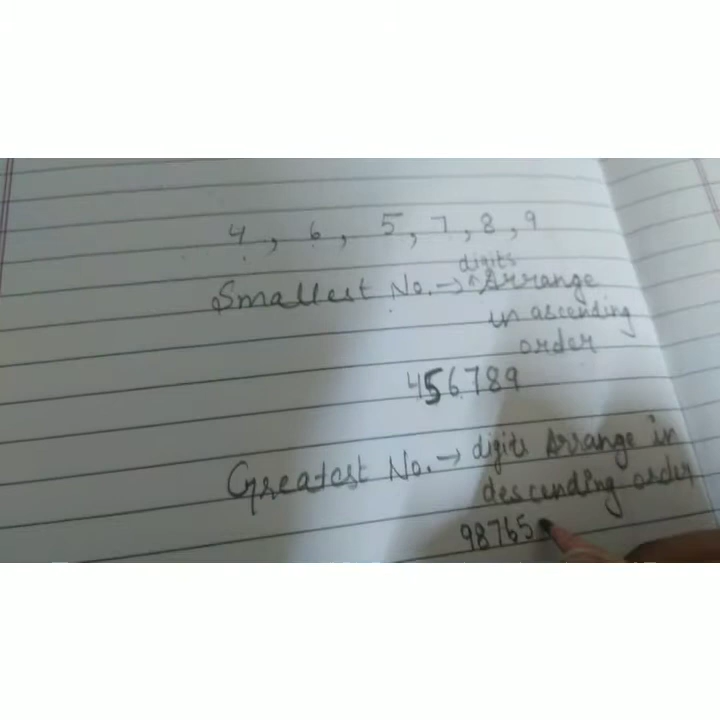 4, 6, 5, 7, 8, 9
digits
Smallest No. → ^ Arrange
in ascending
order
456789
Greatest No. → digits Arrange in
descending order
98765